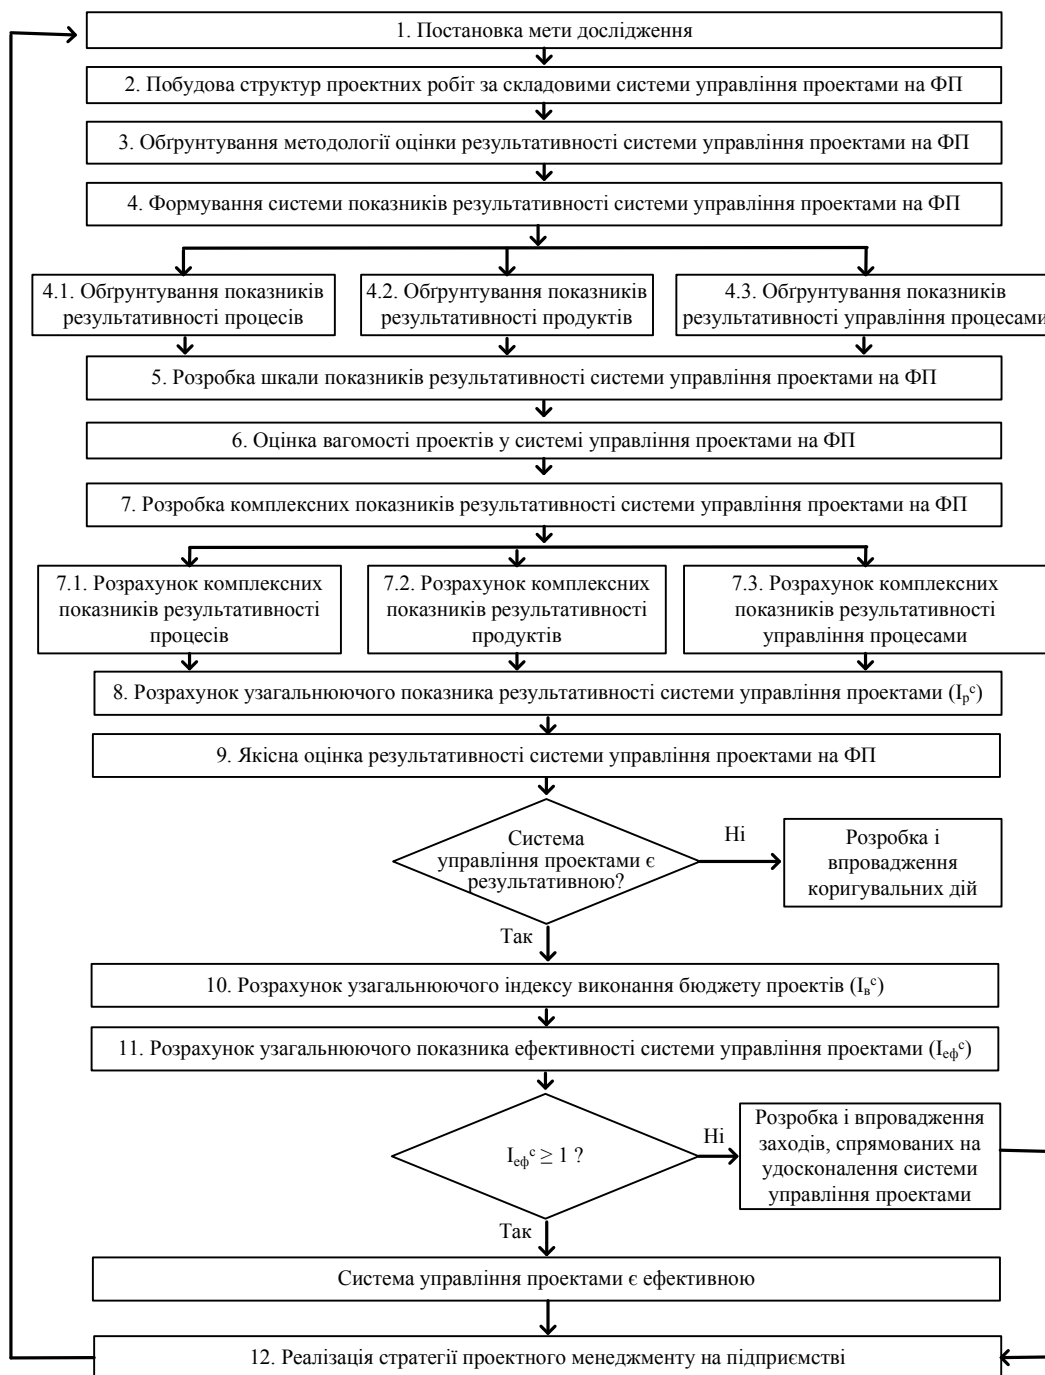 1. Постановка мети дослідження
2. Побудова структур проектних робіт за складовими системи управління проектами на ФП
3. Обґрунтування методології оцінки результативності системи управління проектами на ФП
4. Формування системи показників результативності системи управління проектами на ФП
4.1. Обґрунтування показників
результативності процесів
4.2. Обґрунтування показників
результативності продуктів
4.3. Обґрунтування показників
результативності управління процесами
5. Розробка шкали показників результативності системи управління проектами на ФП
6. Оцінка вагомості проектів у системі управління проектами на ФП
7. Розробка комплексних показників результативності системи управління проектами на ФП
7.1. Розрахунок комплексних
показників результативності
процесів
7.2. Розрахунок комплексних
показників результативності
продуктів
7.3. Розрахунок комплексних
показників результативності
управління процесами
8. Розрахунок узагальнюючого показника результативності системи управління проектами (Iрᶜ)
9. Якісна оцінка результативності системи управління проектами на ФП
Система
управління проектами є
результативною?
Ні
Розробка і
впровадження
коригувальних дій
Так
10. Розрахунок узагальнюючого індексу виконання бюджету проектів (Iвᶜ)
11. Розрахунок узагальнюючого показника ефективності системи управління проектами (Iефᶜ)
Iефᶜ ≥ 1 ?
Ні
Розробка і впровадження
заходів, спрямованих на
удосконалення системи
управління проектами
Так
Система управління проектами є ефективною
12. Реалізація стратегії проектного менеджменту на підприємстві